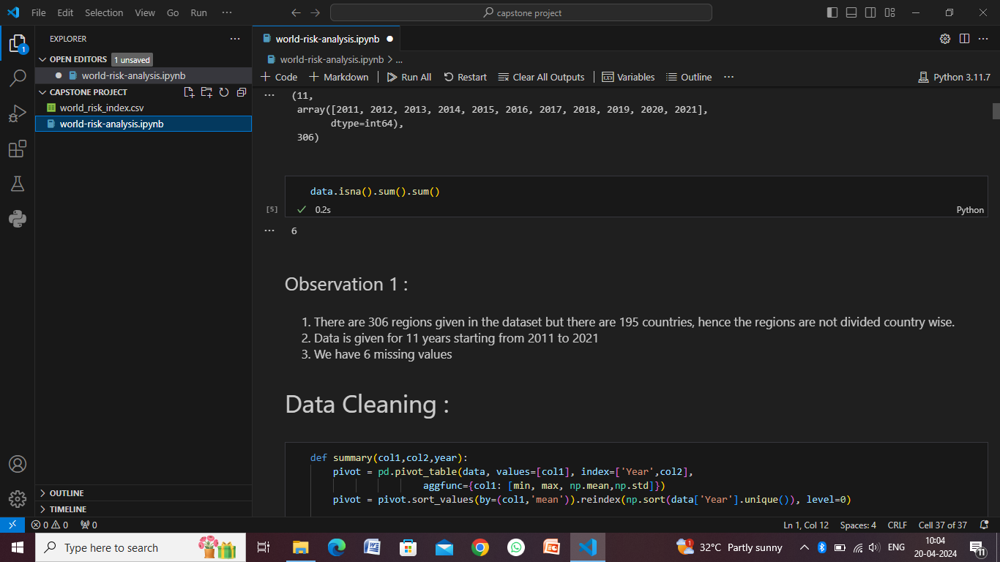 File Edit Selection View Go Run ··· capstone project
EXPLORER ···
OPEN EDITORS 1 unsaved
world-risk-analysis.ipynb
CAPSTONE PROJECT
world_risk_index.csv
world-risk-analysis.ipynb
OUTLINE
TIMELINE
1
world-risk-analysis.ipynb
world-risk-analysis.ipynb > ...
+ Code + Markdown | Run All Restart Clear All Outputs | Variables Outline ··· Python 3.11.7
(11,
array([2011, 2012, 2013, 2014, 2015, 2016, 2017, 2018, 2019, 2020, 2021],
dtype=int64),
306)
data.isna().sum().sum()
[5] 0.2s Python
6
Observation 1 :
1. There are 306 regions given in the dataset but there are 195 countries, hence the regions are not divided country wise.
2. Data is given for 11 years starting from 2011 to 2021
3. We have 6 missing values
Data Cleaning :
def summary(col1,col2,year):
pivot = pd.pivot_table(data, values=[col1], index=['Year',col2],
aggfunc={col1: [min, max, np.mean,np.std]})
pivot = pivot.sort_values(by=(col1,'mean')).reindex(np.sort(data['Year'].unique()), level=0)
0 0 0 Ln 1, Col 12 Spaces: 4 CRLF Cell 37 of 37
Type here to search 1 32°C Partly sunny ENG 10:04
20-04-2024 11